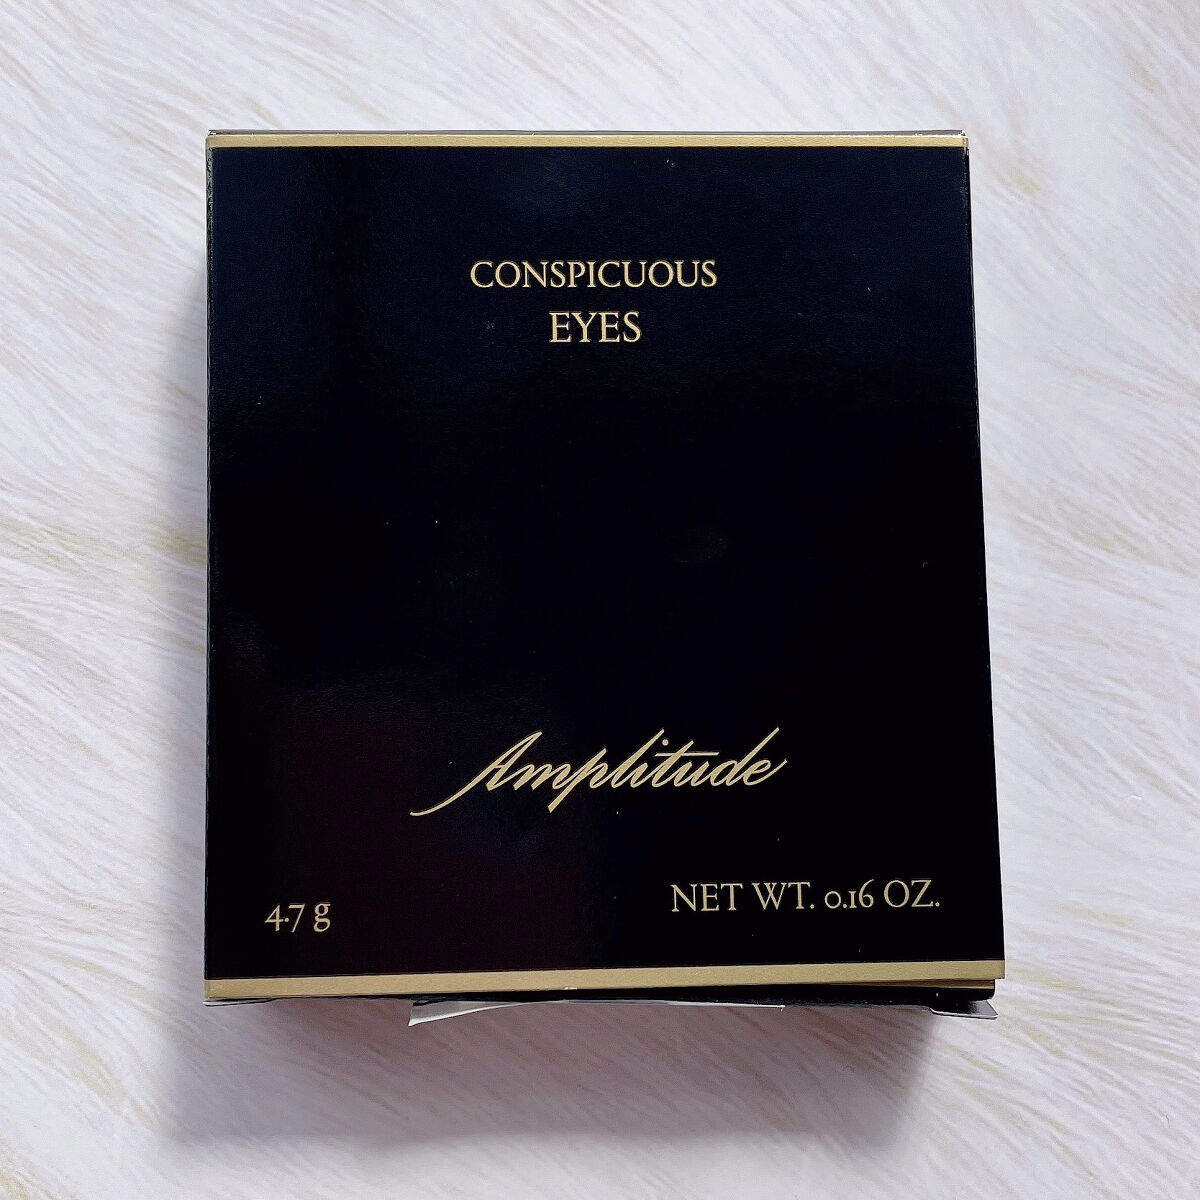 CONSPICUOUS
EYES
Amplitude
4.7 g
NET WT. 0.16 OZ.